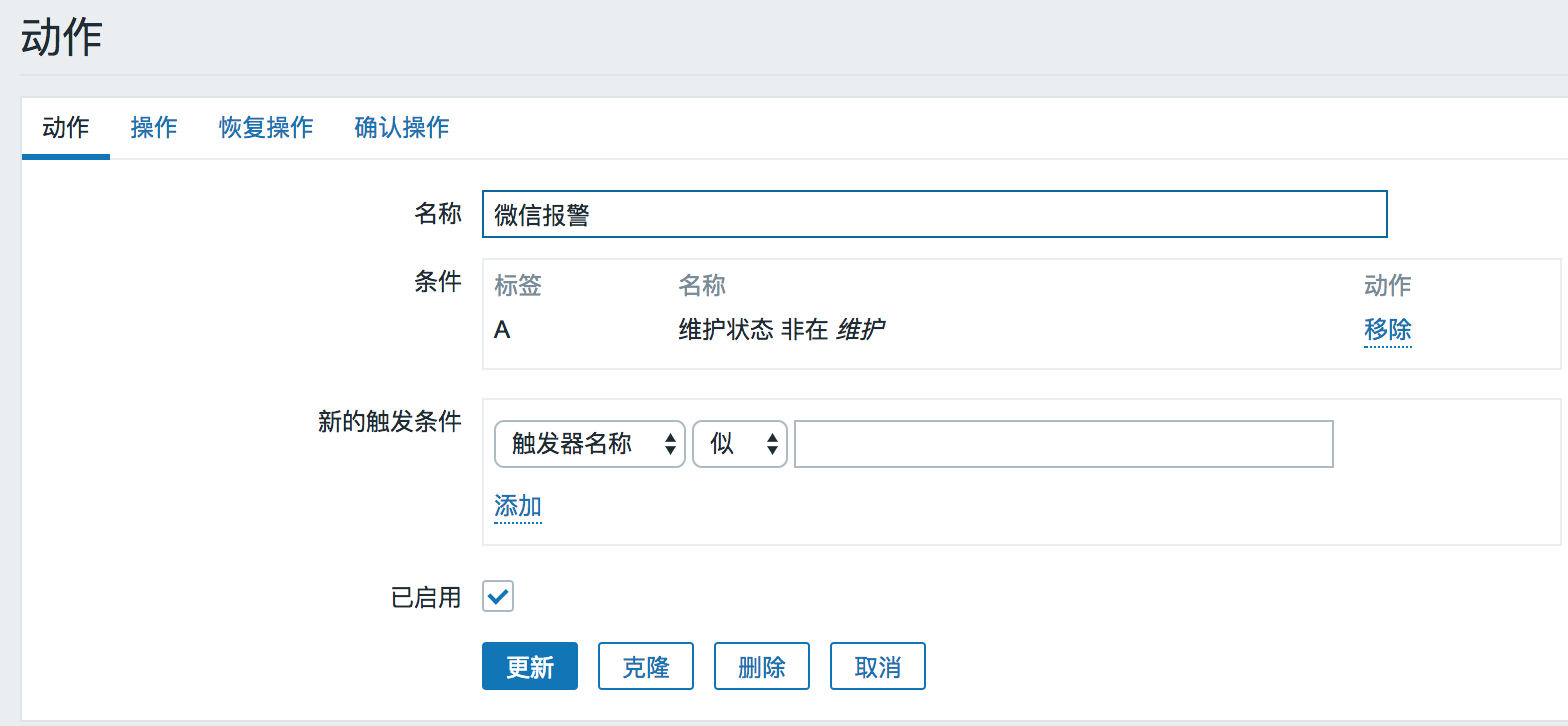 动作
动作 操作 恢复操作 确认操作
名称 微信报警
条件 标签 名称 动作
A 维护状态 非在 维护 移除
新的触发条件 触发器名称 似
添加
已启用
更新 克隆 删除 取消